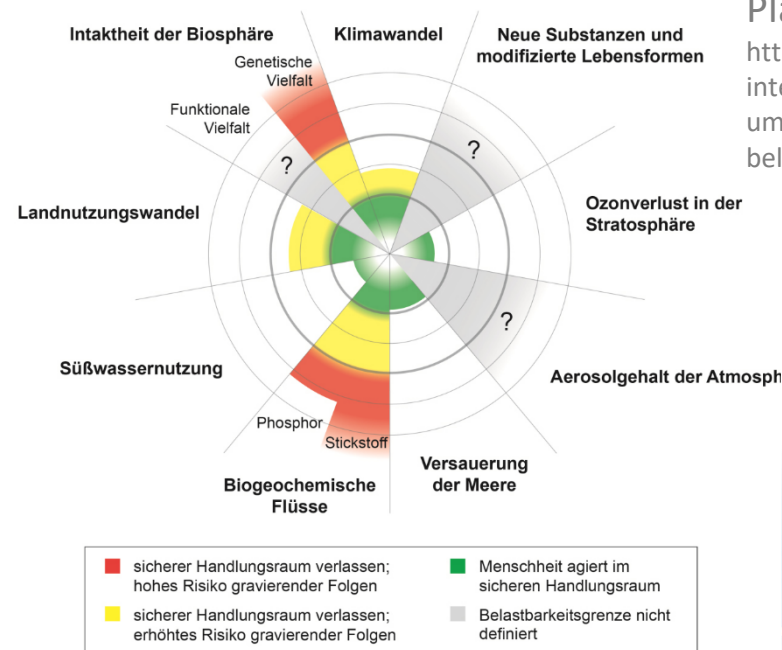 Intaktheit der Biosphäre
Klimawandel
Neue Substanzen und
modifizierte Lebensformen
Genetische
Vielfalt
Funktionale
Vielfalt
?
?
Landnutzungswandel
Ozonverlust in der
Stratosphäre
?
Süßwassernutzung
Aerosolgehalt der
Phosphor
Stickstoff
Versauerung
der Meere
Biogeochemische
Flüsse
sicherer Handlungsraum verlassen;
hohes Risiko gravierender Folgen
sicherer Handlungsraum verlassen;
erhöhtes Risiko gravierender Folgen
Menschheit agiert im
sicheren Handlungsraum
Belastbarkeitsgrenze nicht
definiert